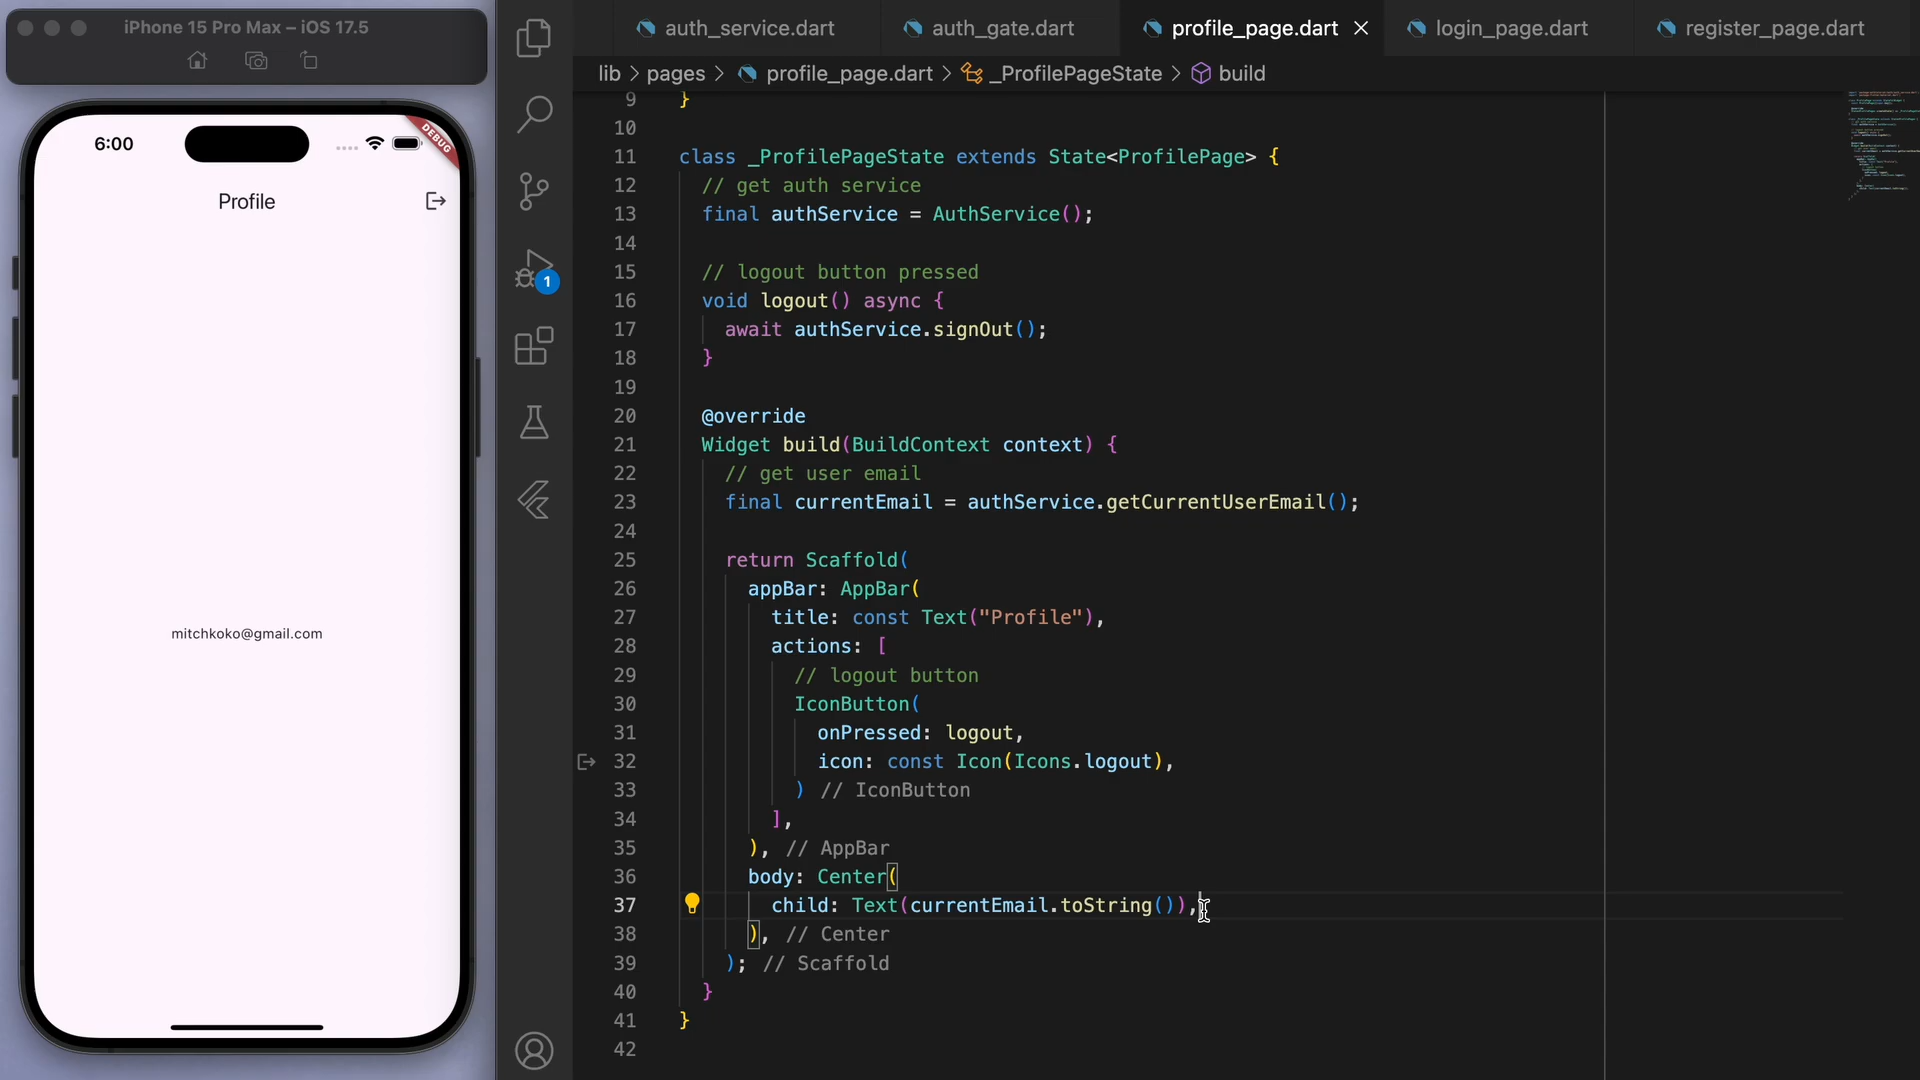 iPhone 15 Pro Max – iOS 17.5
6:00
DEBUG
Profile
mitchkoko@gmail.com
1
auth_service.dart
auth_gate.dart
profile_page.dart
login_page.dart
register_page.dart
lib > pages > profile_page.dart > _ProfilePageState > build
9 }
10
11 class _ProfilePageState extends State<ProfilePage> {
12 // get auth service
13 final authService = AuthService();
14
15 // logout button pressed
16 void logout() async {
17 await authService.signOut();
18 }
19
20 @override
21 Widget build(BuildContext context) {
22 // get user email
23 final currentEmail = authService.getCurrentUserEmail();
24
25 return Scaffold(
26 appBar: AppBar(
27 title: const Text("Profile"),
28 actions: [
29 // logout button
30 IconButton(
31 onPressed: logout,
32 icon: const Icon(Icons.logout),
33 ) // IconButton
34 ],
35 ), // AppBar
36 body: Center(
37 child: Text(currentEmail.toString()),
38 ), // Center
39 ); // Scaffold
40 }
41 }
42